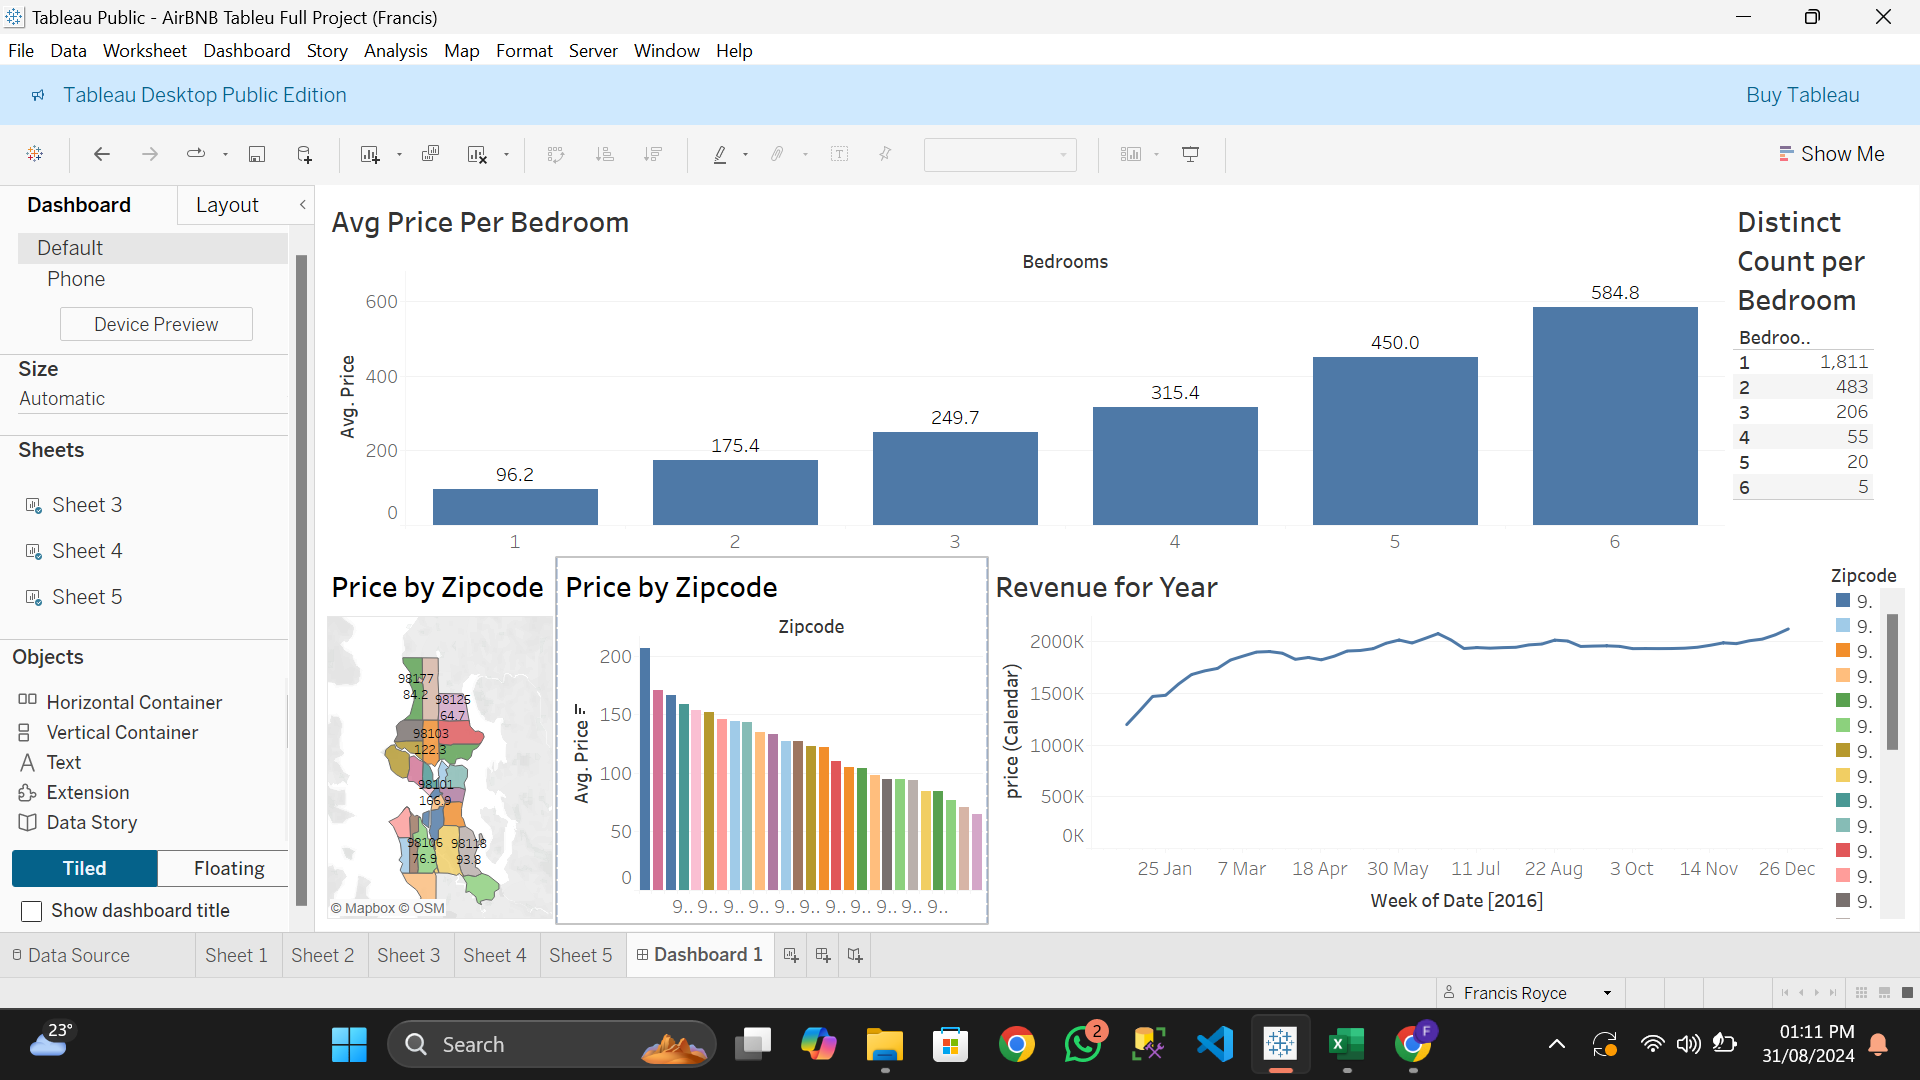 Tableau Public - AirBNB Tableu Full Project (Francis)
File Data Worksheet Dashboard Story Analysis Map Format Server Window Help
Tableau Desktop Public Edition
Buy Tableau
Show Me
Dashboard Layout
Default
Phone
Device Preview
Size
Automatic
Sheets
Sheet 3
Sheet 4
Sheet 5
Objects
Horizontal Container
Vertical Container
Text
Extension
Data Story
Tiled Floating
Show dashboard title
Avg Price Per Bedroom
Bedrooms
Avg. Price
600
400
200
0
96.2
175.4
249.7
315.4
450.0
584.8
1 2 3 4 5 6
Distinct
Count per
Bedroom
Bedroo..
1 1,811
2 483
3 206
4 55
5 20
6 5
Price by Zipcode
98177
84.2
98125
64.7
98103
122.3
98101
166.9
98106
76.9
98118
93.8
© Mapbox © OSM
Price by Zipcode
Zipcode
Avg. Price
200
150
100
50
0
9.. 9.. 9.. 9.. 9.. 9.. 9.. 9.. 9.. 9.. 9..
Revenue for Year
price (Calendar)
2000K
1500K
1000K
500K
0K
25 Jan 7 Mar 18 Apr 30 May 11 Jul 22 Aug 3 Oct 14 Nov 26 Dec
Week of Date [2016]
Zipcode
9.
9.
9.
9.
9.
9.
9.
9.
9.
9.
9.
9.
9.
Data Source Sheet 1 Sheet 2 Sheet 3 Sheet 4 Sheet 5 Dashboard 1
Francis Royce
23°
Search
2
F
01:11 PM
31/08/2024